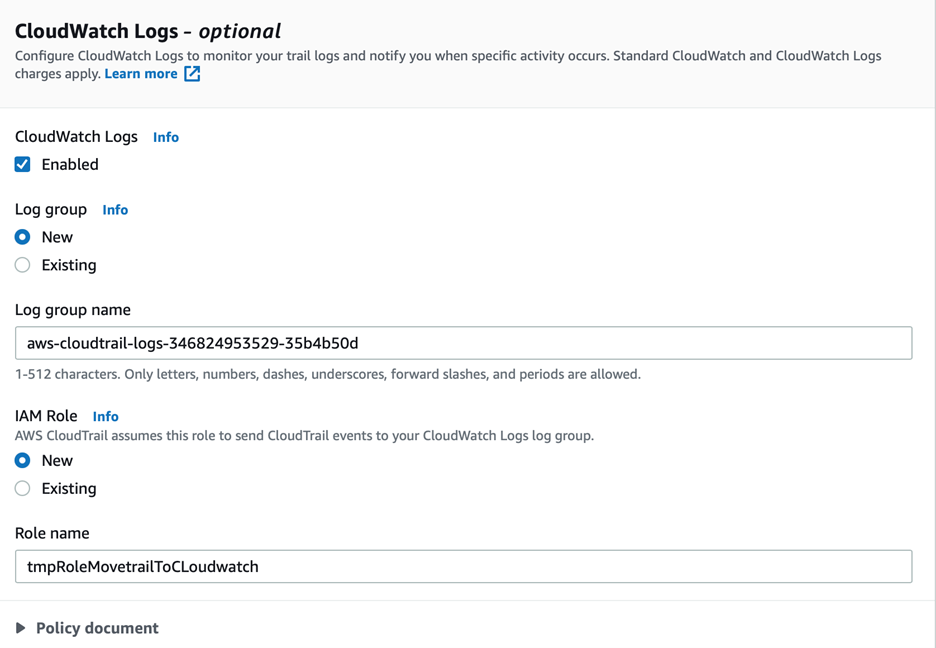 CloudWatch Logs - optional
Configure CloudWatch Logs to monitor your trail logs and notify you when specific activity occurs. Standard CloudWatch and CloudWatch Logs
charges apply. Learn more
CloudWatch Logs Info
Enabled
Log group Info
New
Existing
Log group name
aws-cloudtrail-logs-346824953529-35b4b50d
1-512 characters. Only letters, numbers, dashes, underscores, forward slashes, and periods are allowed.
IAM Role Info
AWS CloudTrail assumes this role to send CloudTrail events to your CloudWatch Logs log group.
New
Existing
Role name
tmpRoleMovetrailToCLoudwatch
Policy document